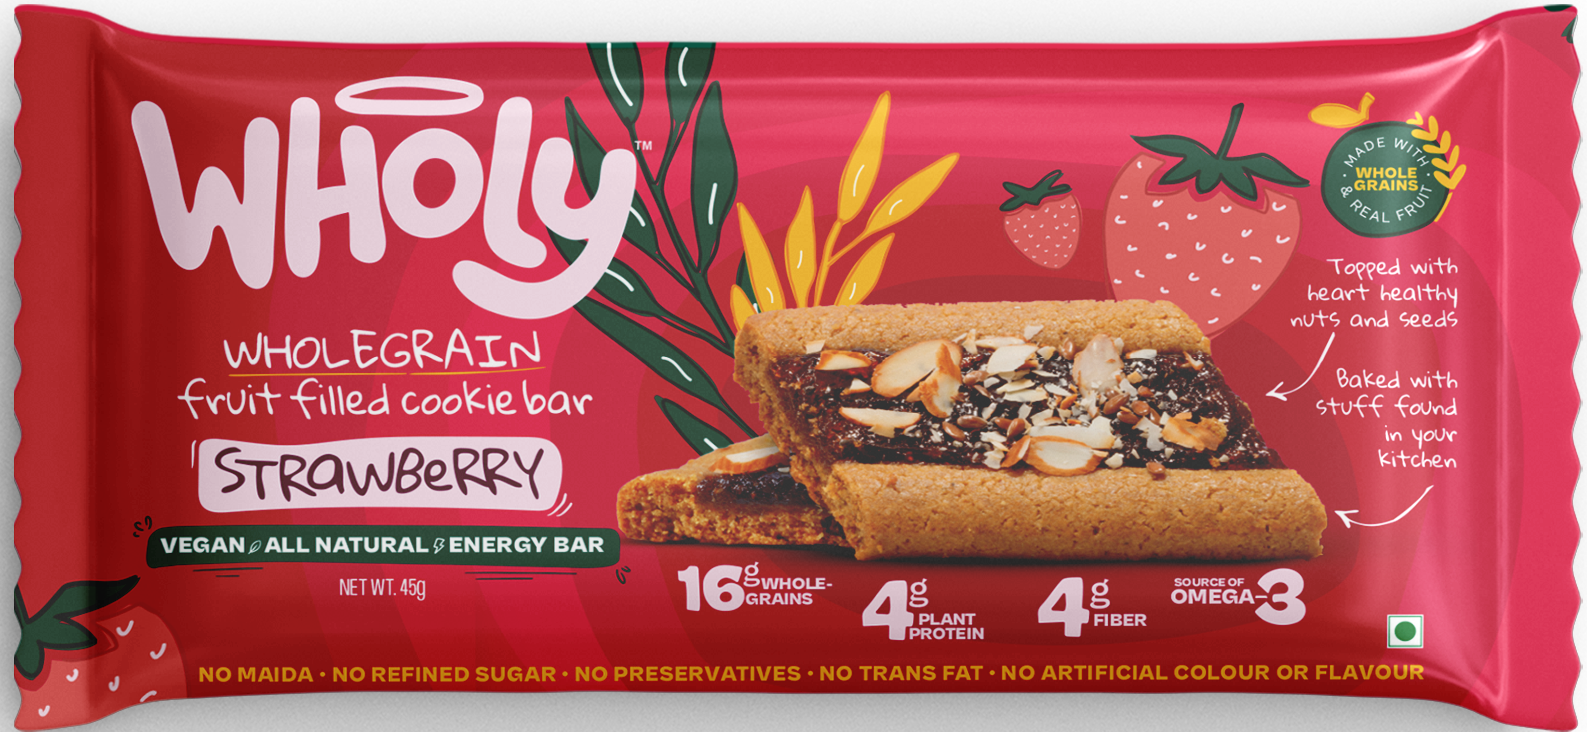 WHOLY™
WHOLEGRAIN
fruit filled cookie bar
STRAWBERRY
VEGAN ALL NATURAL ENERGY BAR
NET WT. 45g
MADE WITH
WHOLE
GRAINS
& REAL FRUIT
Topped with
heart healthy
nuts and seeds
Baked with
stuff found
in your
kitchen
16g WHOLE-
GRAINS
4g PLANT
PROTEIN
4g FIBER
SOURCE OF
OMEGA-3
NO MAIDA · NO REFINED SUGAR · NO PRESERVATIVES · NO TRANS FAT · NO ARTIFICIAL COLOUR OR FLAVOUR